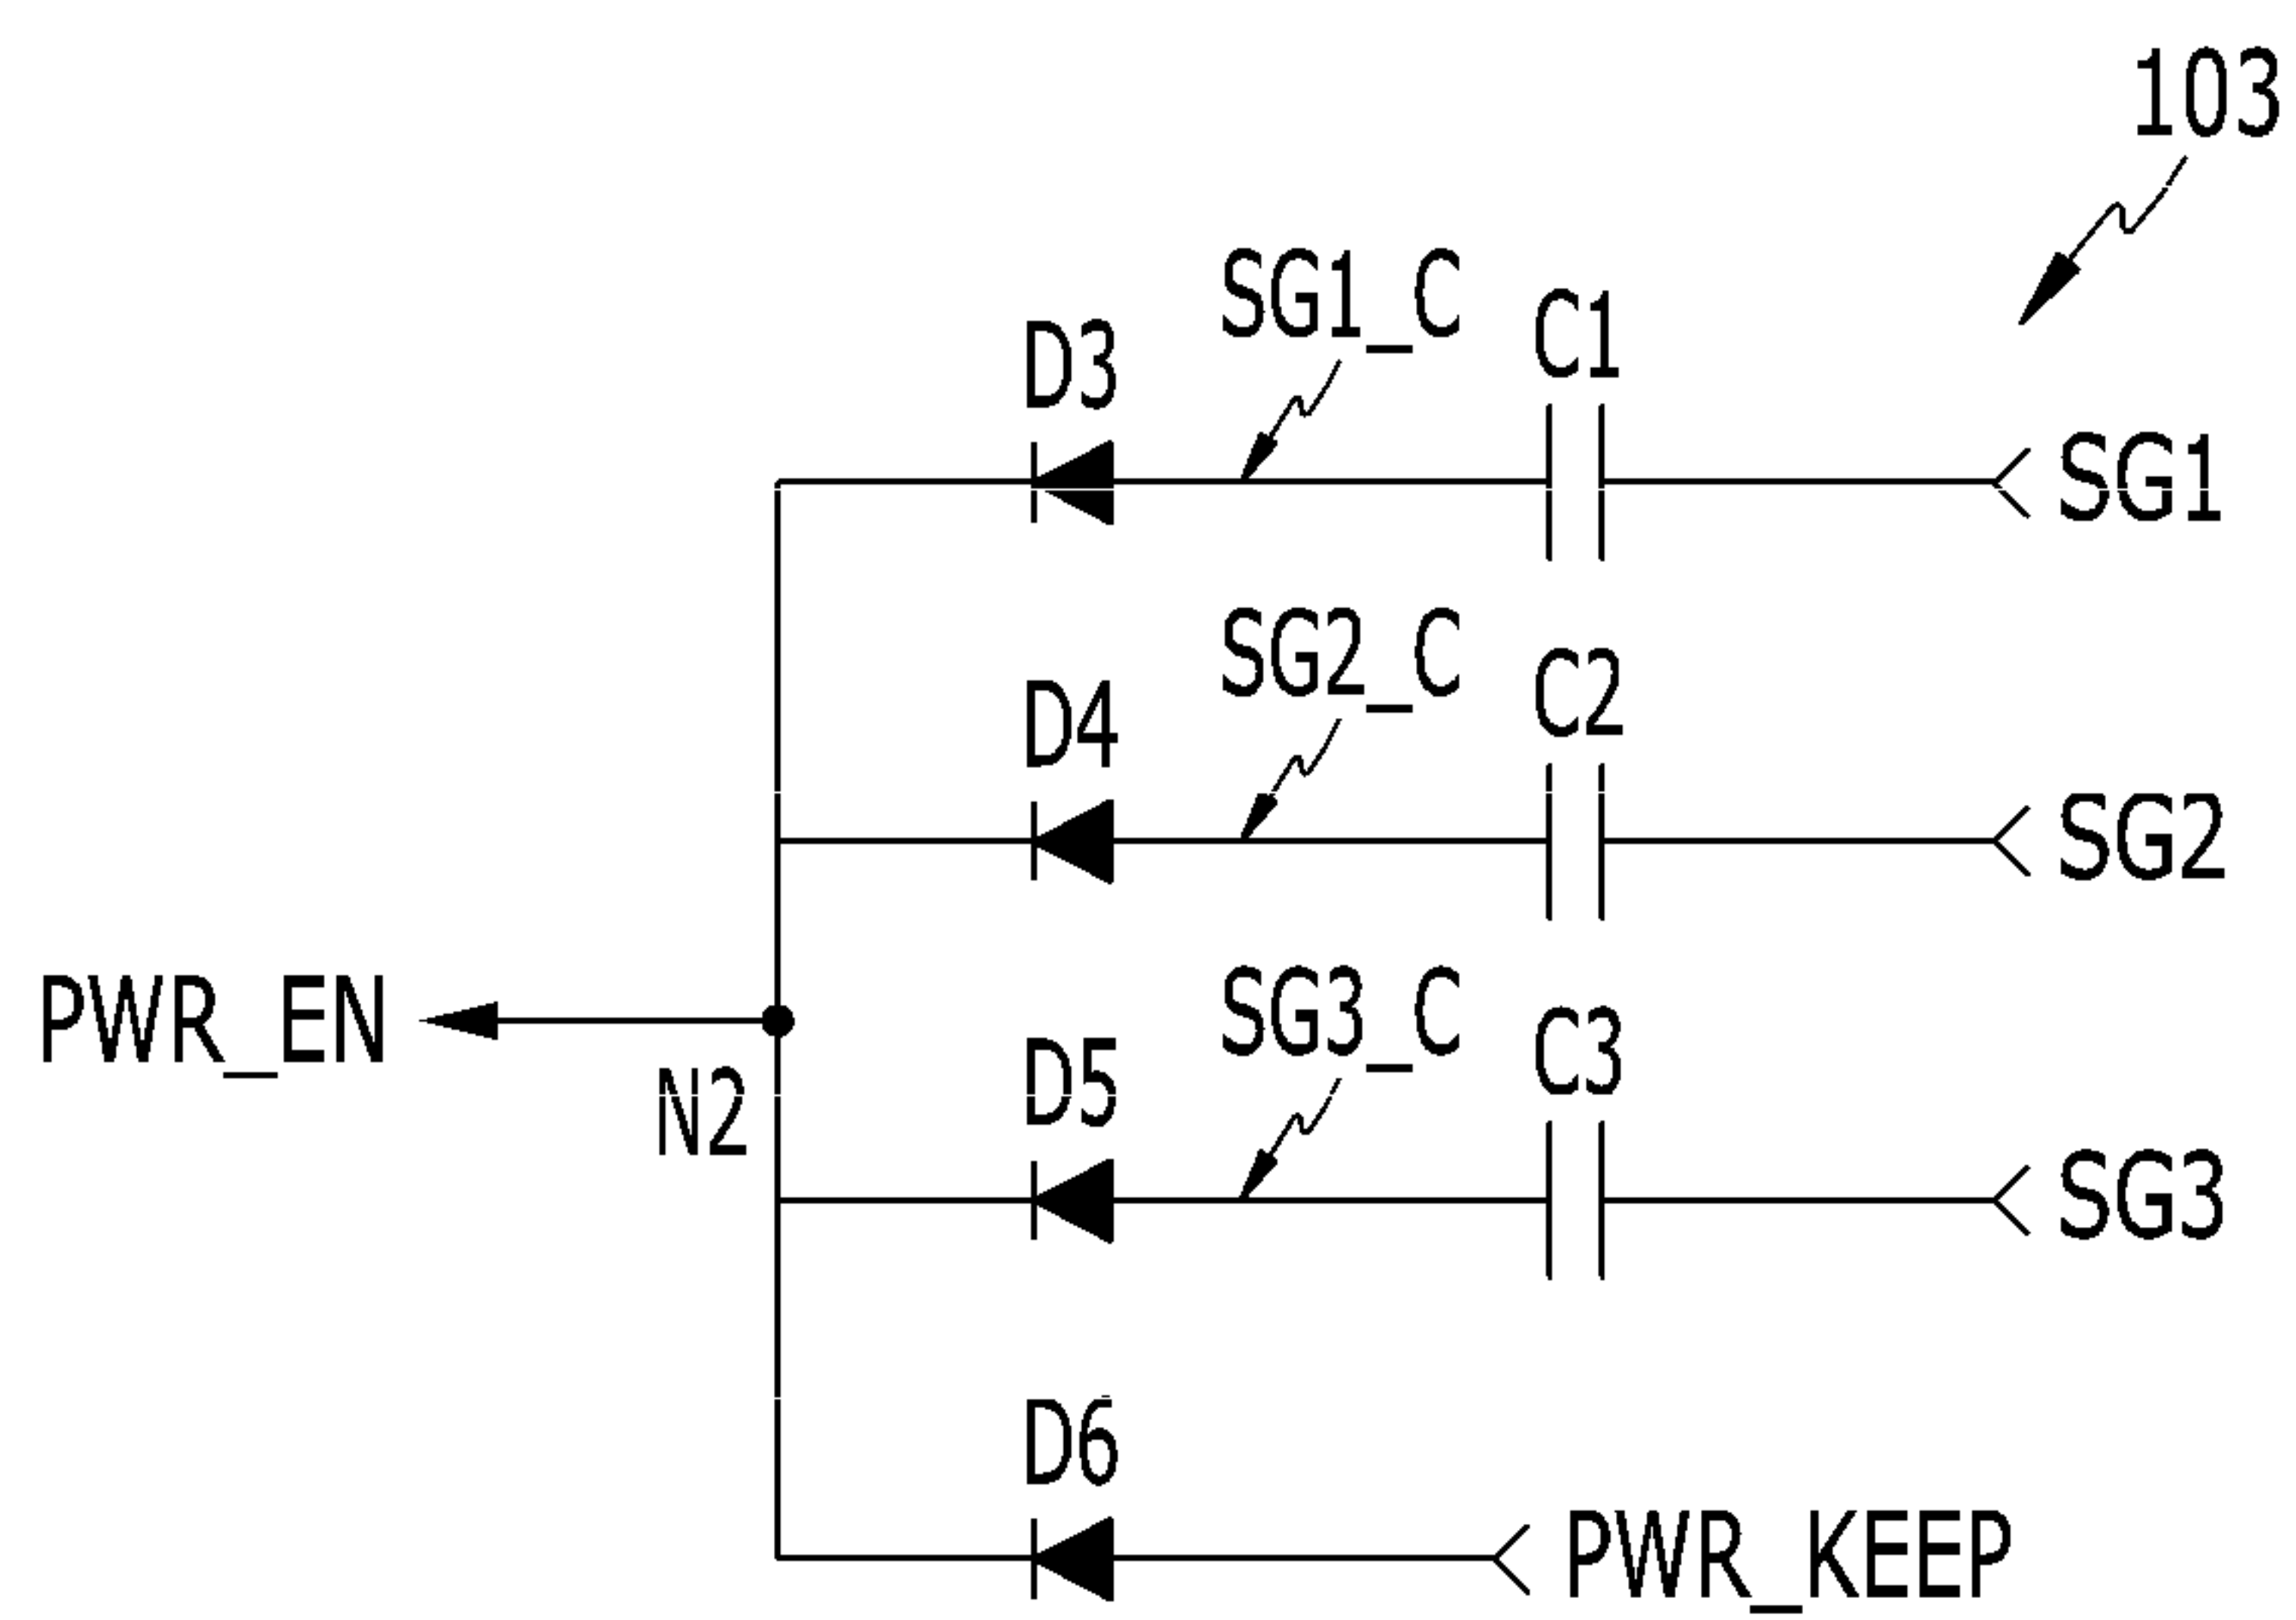 103
SG1_C
C1
D3
SG1
SG2_C
C2
D4
SG2
SG3_C
PWR_EN
C3
D5
N2
SG3
D6
PWR_KEEP